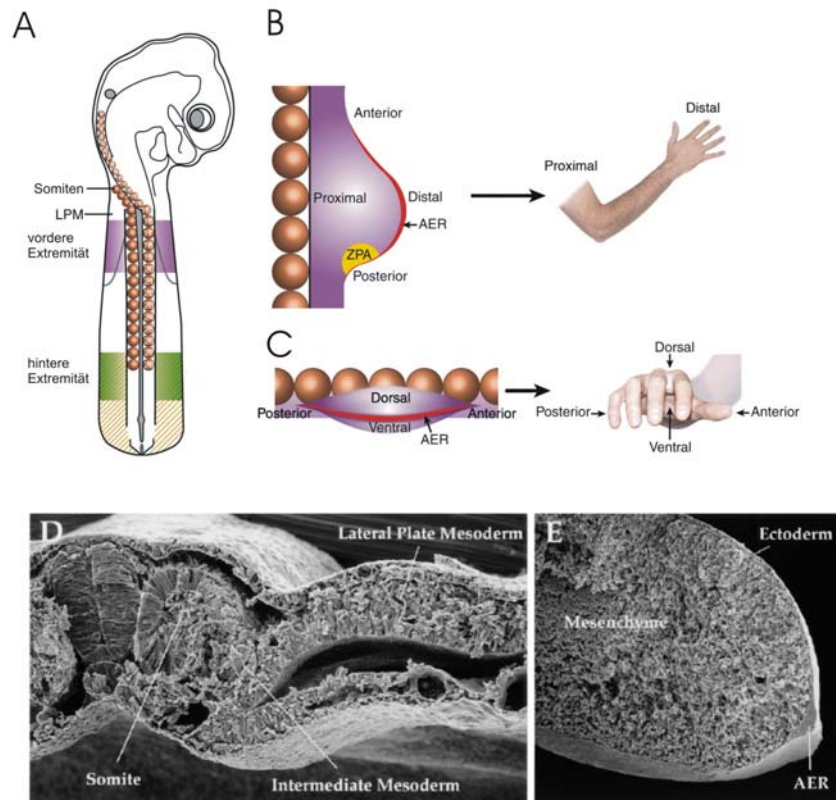 A
Somiten
LPM
vordere
Extremität
hintere
Extremität
B
Anterior
Proximal
Distal
AER
ZPA
Posterior
Proximal
Distal
C
Posterior
Dorsal
Anterior
Ventral
AER
Dorsal
Posterior
Anterior
Ventral
D
Lateral Plate Mesoderm
Somite
Intermediate Mesoderm
E
Ectoderm
Mesenchyme
AER